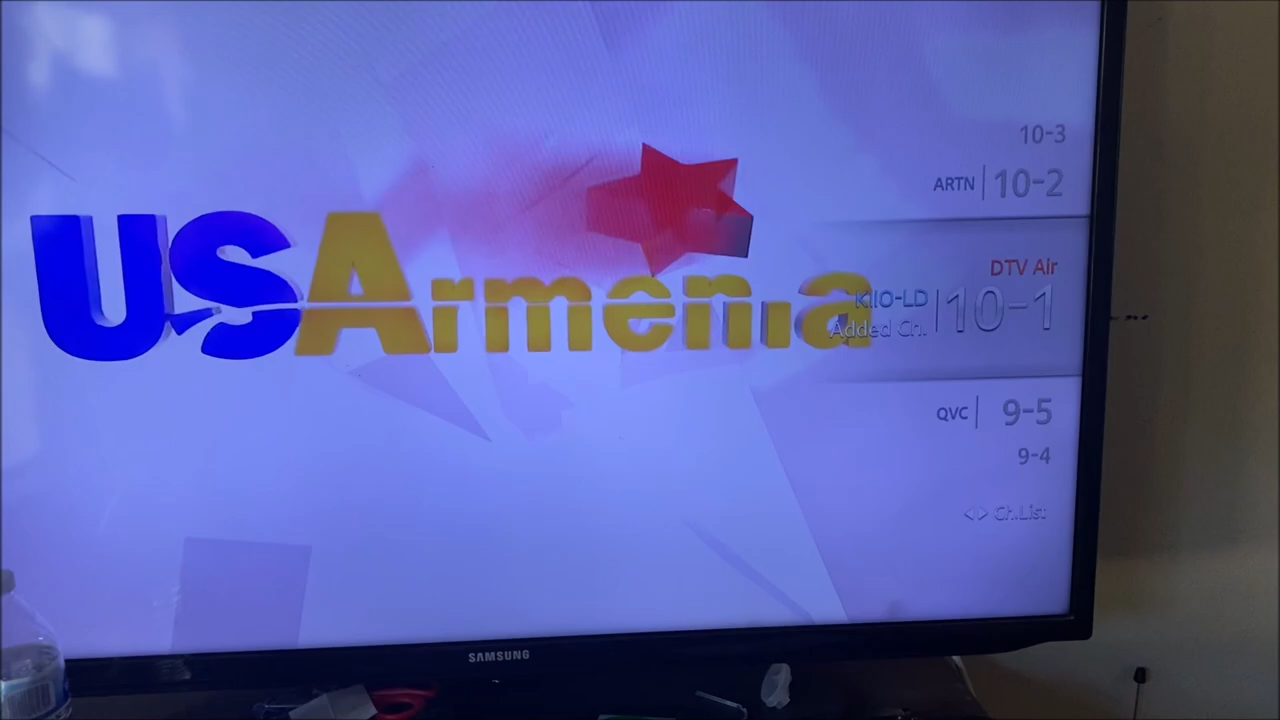 USArmenia
10-3
ARTN 10-2
DTV Air
KIIO-LD 10-1
Added Ch.
QVC 9-5
9-4
<> Ch.List
SAMSUNG